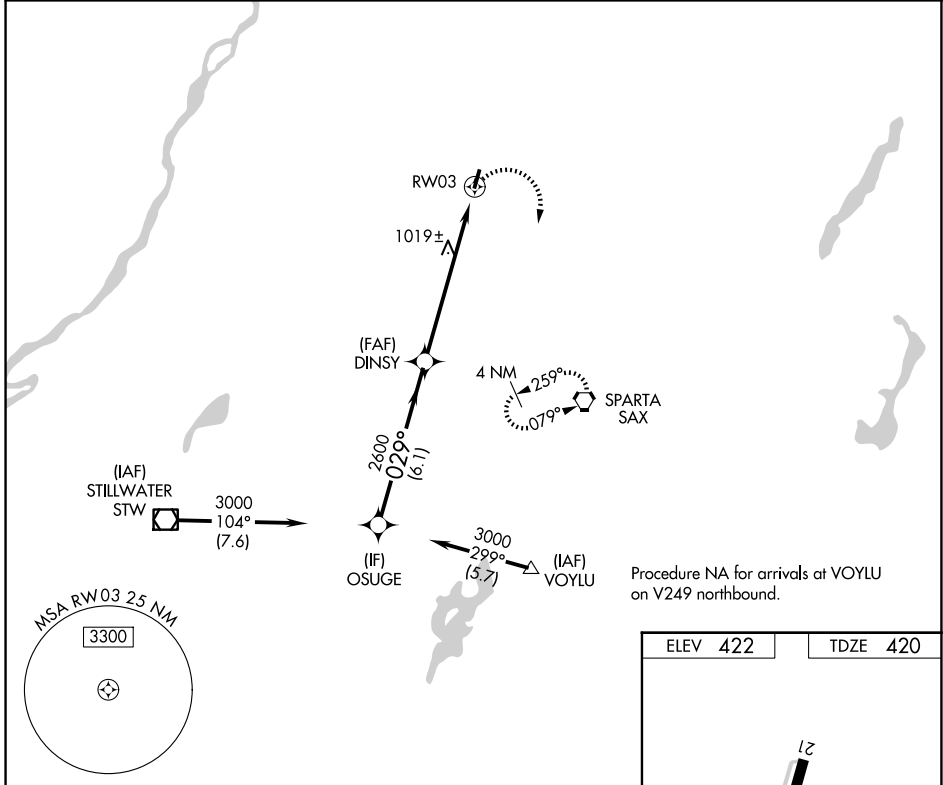 RW03
1019±
(FAF)
DINSY
4 NM
259°
079°
SPARTA
SAX
2600
029°
(6.1)
(IAF)
STILLWATER
STW
3000
104°
(7.6)
(IF)
OSUGE
3000
299°
(5.7)
(IAF)
VOYLU
Procedure NA for arrivals at VOYLU
on V249 northbound.
MSA RW03 25 NM
3300
ELEV 422
TDZE 420
21